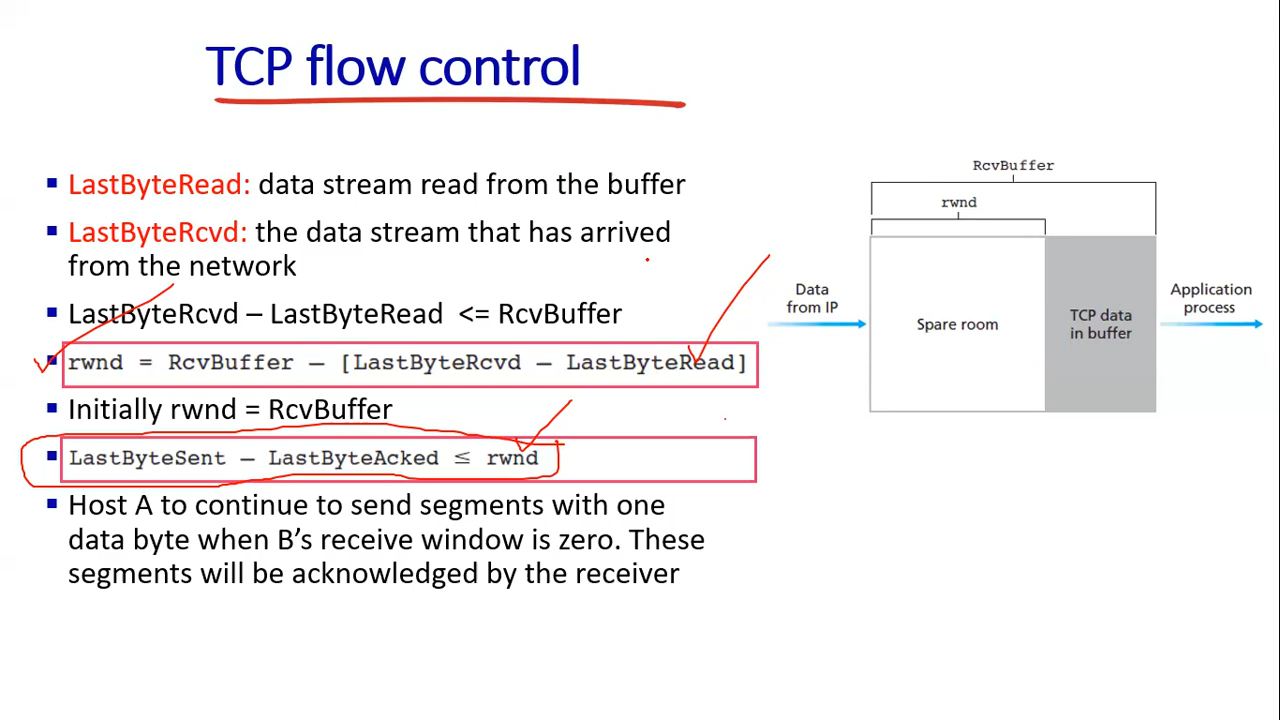 TCP flow control
LastByteRead: data stream read from the buffer
LastByteRcvd: the data stream that has arrived
from the network
LastByteRcvd – LastByteRead <= RcvBuffer
rwnd = RcvBuffer – [LastByteRcvd – LastByteRead]
Initially rwnd = RcvBuffer
LastByteSent – LastByteAcked ≤ rwnd
Host A to continue to send segments with one
data byte when B's receive window is zero. These
segments will be acknowledged by the receiver
RcvBuffer
rwnd
Data
from IP
Spare room
TCP data
in buffer
Application
process